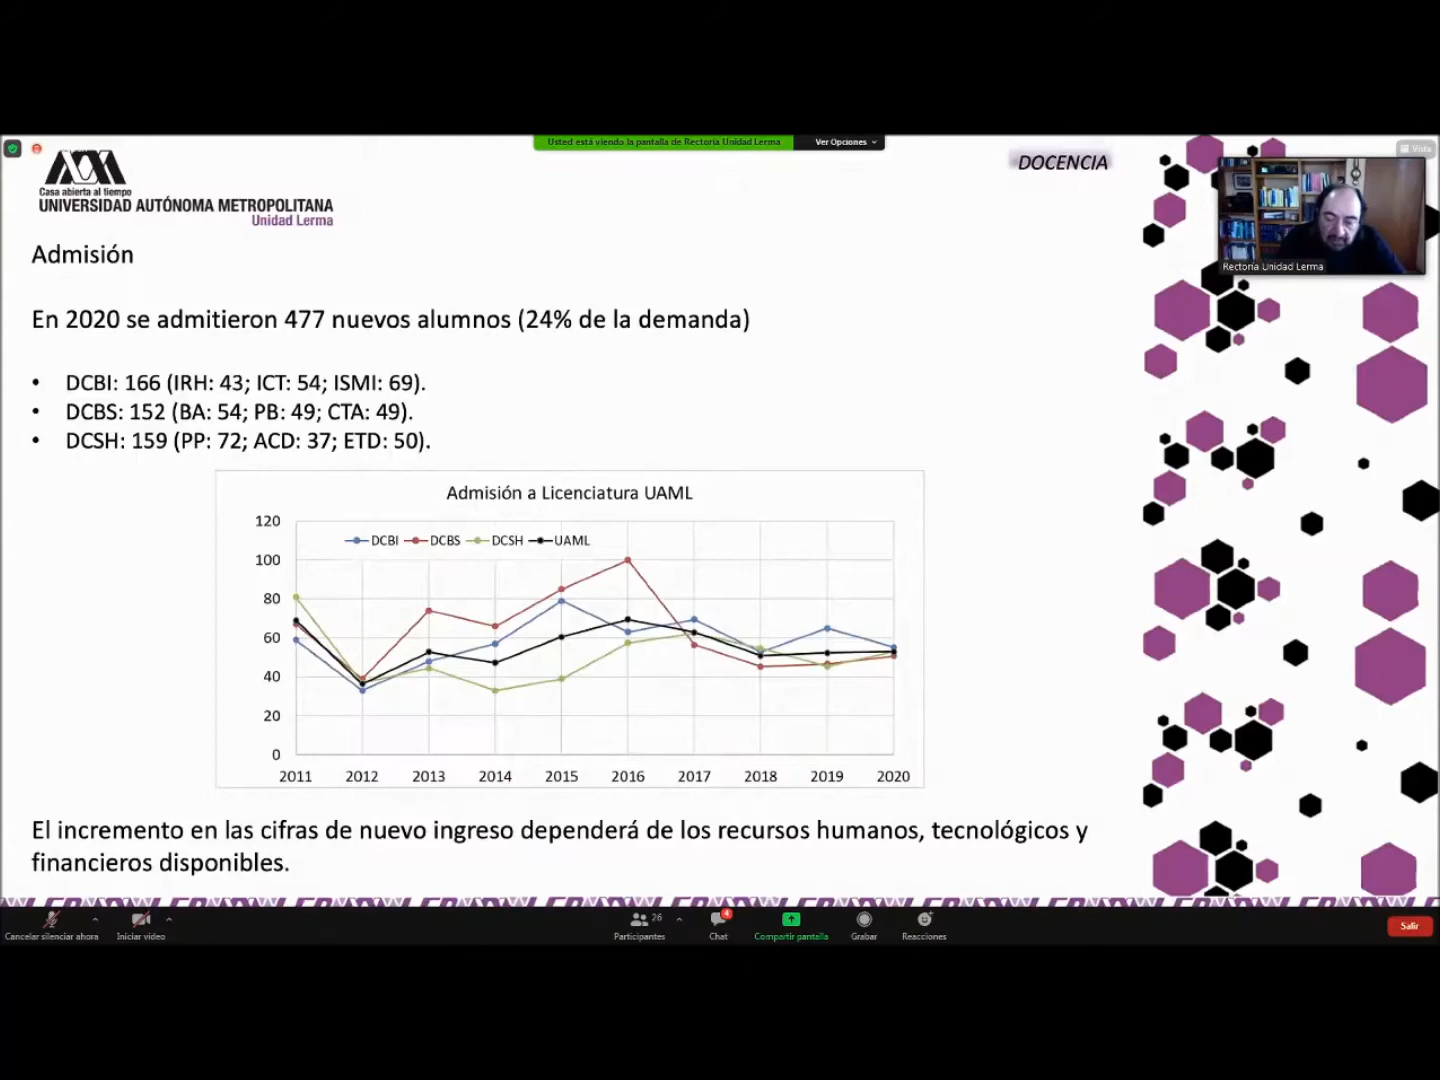 Usted está viendo la pantalla de Rectoría Unidad Lerma
Ver Opciones
Vista
Casa abierta al tiempo
UNIVERSIDAD AUTÓNOMA METROPOLITANA
Unidad Lerma
DOCENCIA
Rectoría Unidad Lerma
Admisión
En 2020 se admitieron 477 nuevos alumnos (24% de la demanda)
• DCBI: 166 (IRH: 43; ICT: 54; ISMI: 69).
• DCBS: 152 (BA: 54; PB: 49; CTA: 49).
• DCSH: 159 (PP: 72; ACD: 37; ETD: 50).
Admisión a Licenciatura UAML
DCBI DCBS DCSH UAML
120
100
80
60
40
20
0
2011 2012 2013 2014 2015 2016 2017 2018 2019 2020
El incremento en las cifras de nuevo ingreso dependerá de los recursos humanos, tecnológicos y
financieros disponibles.
Cancelar silenciar ahora
Iniciar video
26
Participantes
4
Chat
Compartir pantalla
Grabar
Reacciones
Salir